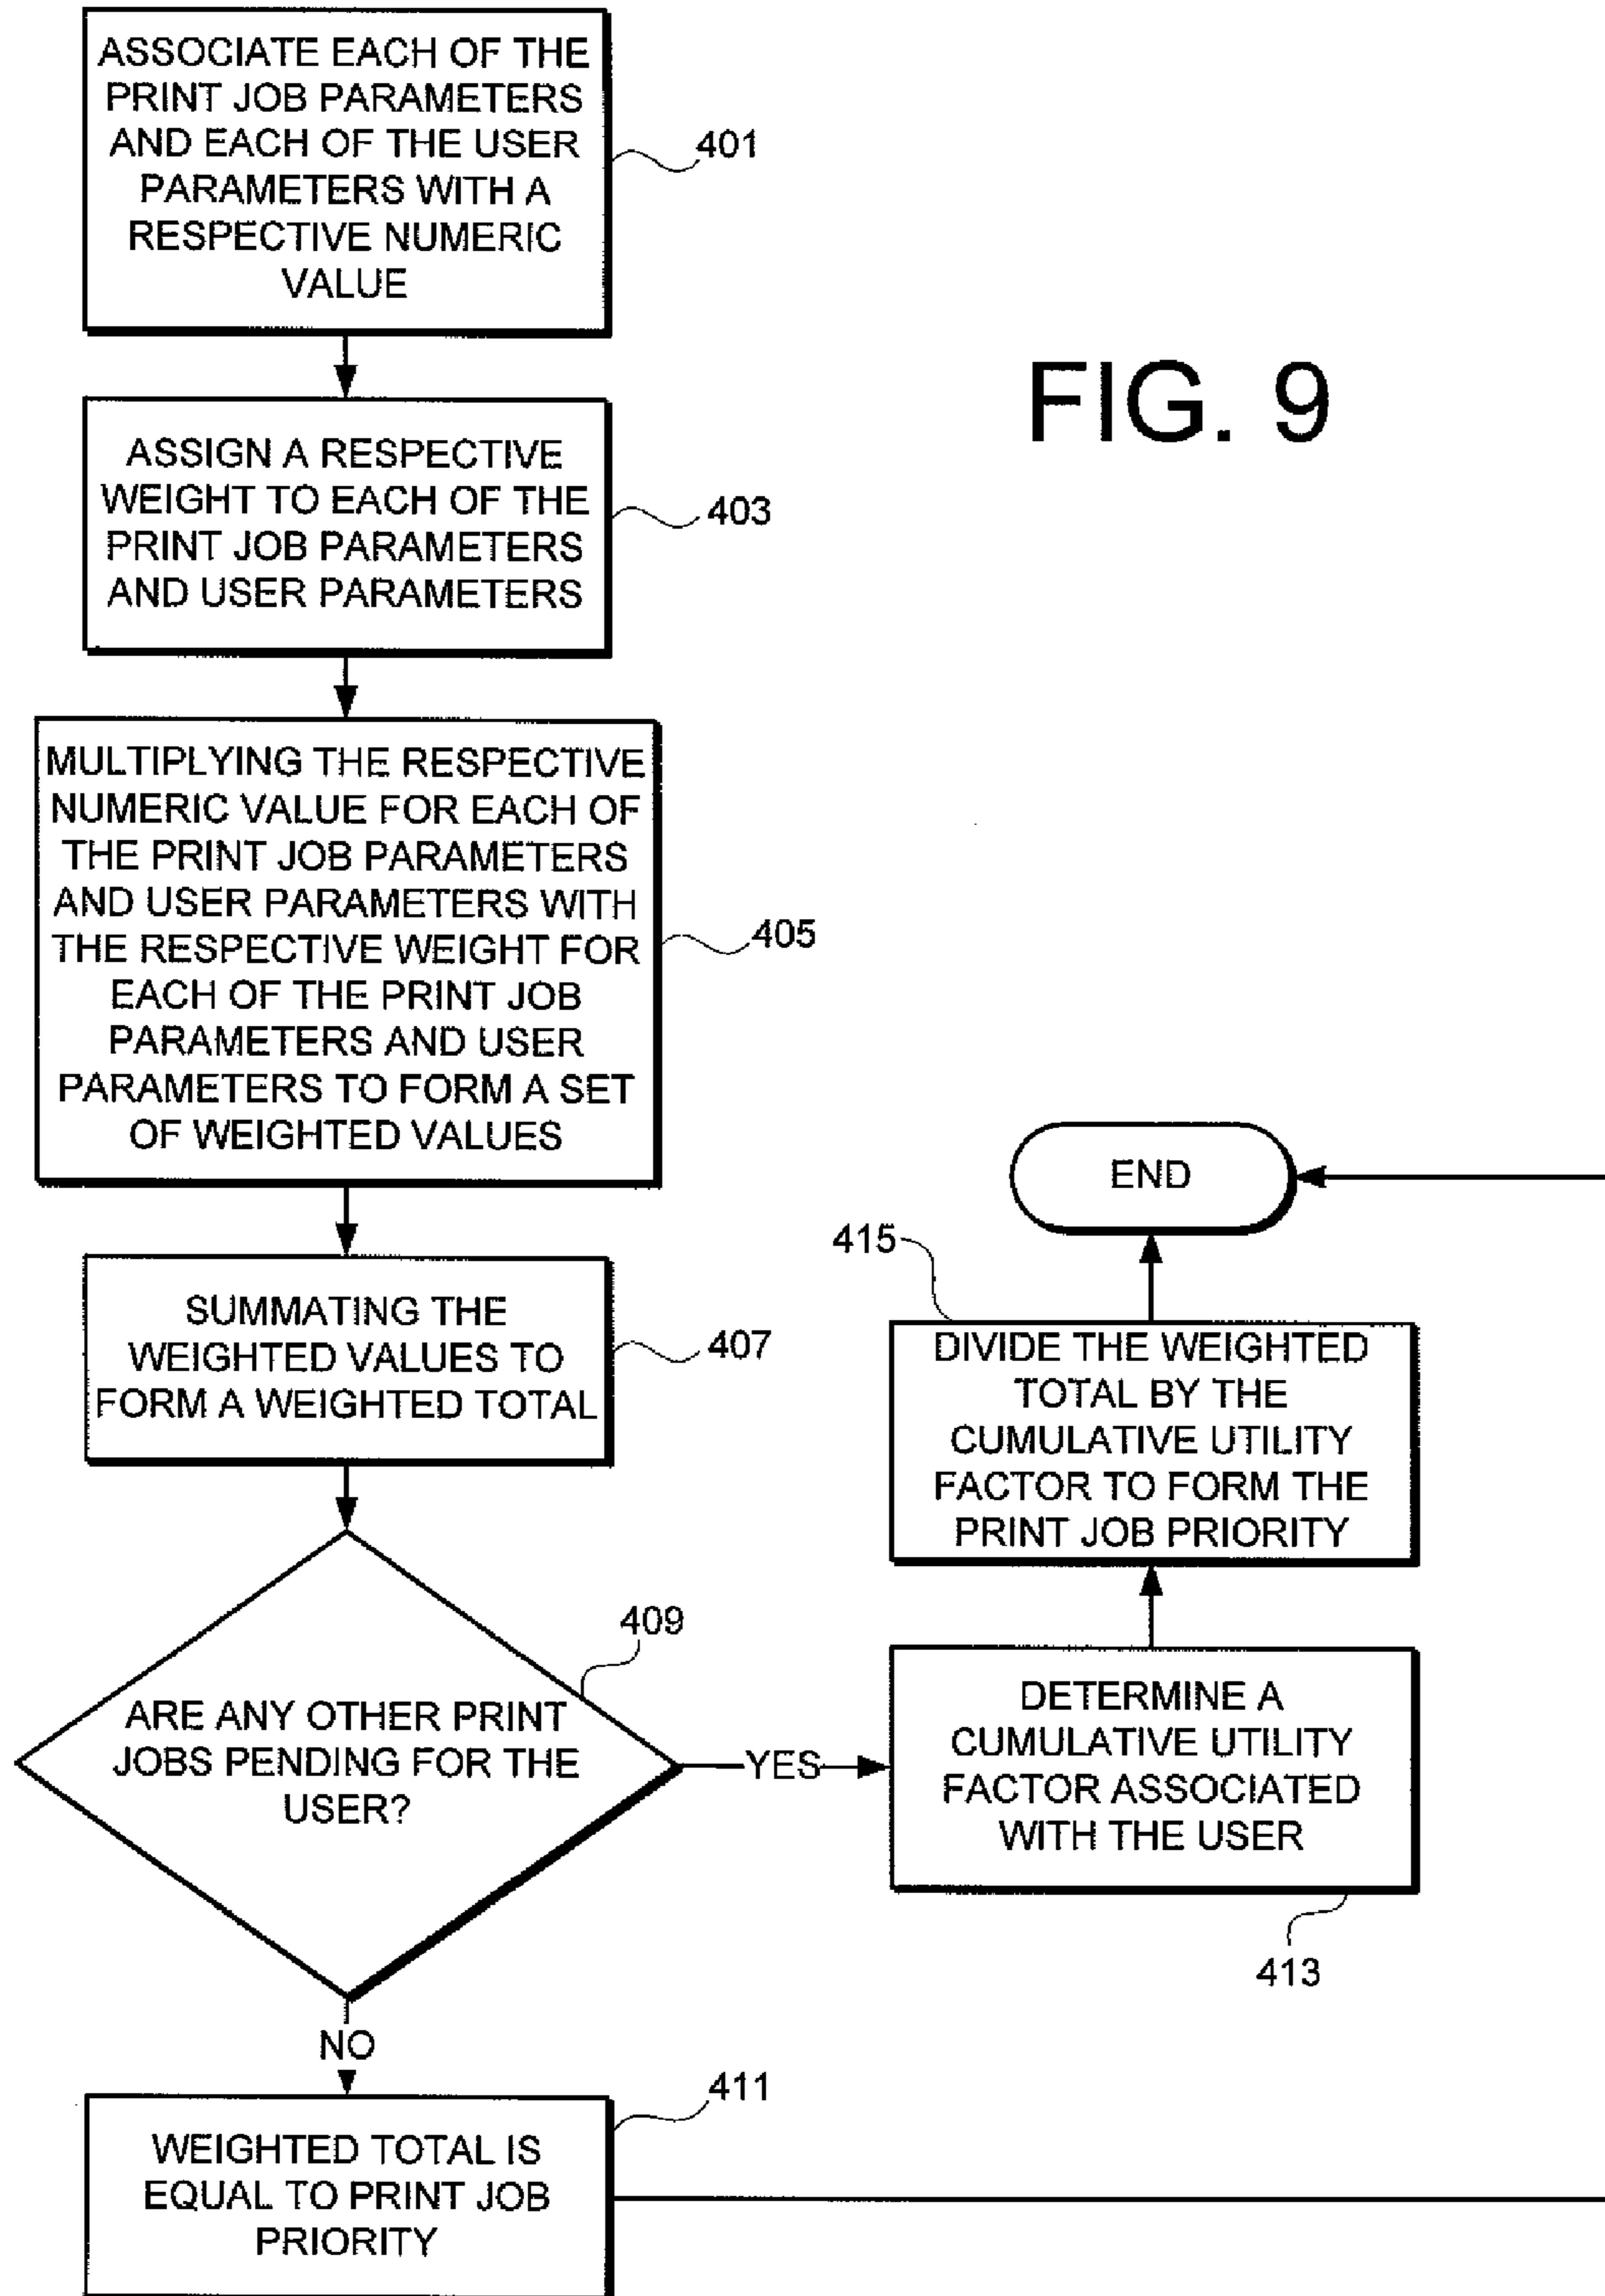 ASSOCIATE EACH OF THE
PRINT JOB PARAMETERS
AND EACH OF THE USER
PARAMETERS WITH A
RESPECTIVE NUMERIC
VALUE
401
FIG. 9
ASSIGN A RESPECTIVE
WEIGHT TO EACH OF THE
PRINT JOB PARAMETERS
AND USER PARAMETERS
403
MULTIPLYING THE RESPECTIVE
NUMERIC VALUE FOR EACH OF
THE PRINT JOB PARAMETERS
AND USER PARAMETERS WITH
THE RESPECTIVE WEIGHT FOR
EACH OF THE PRINT JOB
PARAMETERS AND USER
PARAMETERS TO FORM A SET
OF WEIGHTED VALUES
405
SUMMATING THE
WEIGHTED VALUES TO
FORM A WEIGHTED TOTAL
407
ARE ANY OTHER PRINT
JOBS PENDING FOR THE
USER?
409
YES
NO
WEIGHTED TOTAL IS
EQUAL TO PRINT JOB
PRIORITY
411
END
415
DIVIDE THE WEIGHTED
TOTAL BY THE
CUMULATIVE UTILITY
FACTOR TO FORM THE
PRINT JOB PRIORITY
DETERMINE A
CUMULATIVE UTILITY
FACTOR ASSOCIATED
WITH THE USER
413